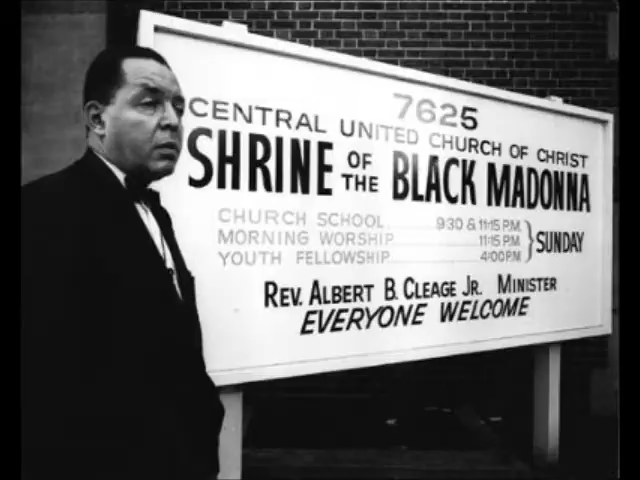 7625
CENTRAL UNITED CHURCH OF CHRIST
SHRINE OF THE BLACK MADONNA
CHURCH SCHOOL 9:30 & 11:15 P.M.
MORNING WORSHIP 11:15 P.M. } SUNDAY
YOUTH FELLOWSHIP 4:00 P.M.
REV. ALBERT B. CLEAGE JR. MINISTER
EVERYONE WELCOME